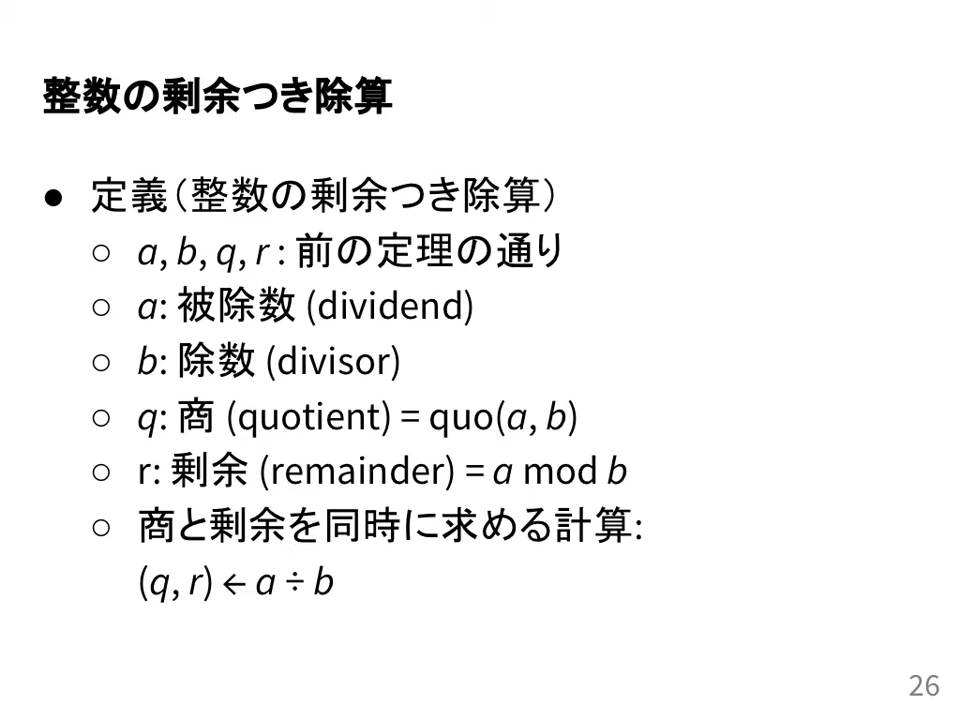 整数の剰余つき除算
● 定義（整数の剰余つき除算）
○ a, b, q, r : 前の定理の通り
○ a: 被除数 (dividend)
○ b: 除数 (divisor)
○ q: 商 (quotient) = quo(a, b)
○ r: 剰余 (remainder) = a mod b
○ 商と剰余を同時に求める計算:
(q, r) ← a ÷ b
26